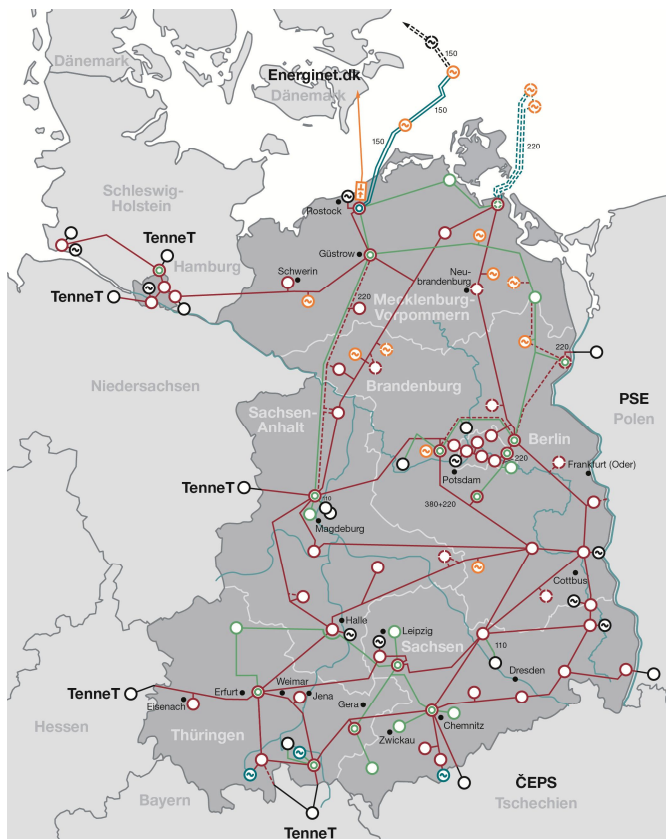 Dänemark
150
Energinet.dk
Dänemark
150
150
220
Schleswig-
Holstein
Rostock
TenneT
Hamburg
Güstrow
Schwerin
Neu-
brandenburg
TenneT
220
Mecklenburg-
Vorpommern
220
Niedersachsen
Brandenburg
PSE
Polen
Sachsen-
Anhalt
Berlin
220
Frankfurt (Oder)
Potsdam
TenneT
110
380+220
Magdeburg
Cottbus
Halle
Leipzig
Sachsen
110
Dresden
TenneT
Erfurt
Weimar
Jena
Gera
Eisenach
Chemnitz
Hessen
Thüringen
Zwickau
ČEPS
Tschechien
Bayern
TenneT